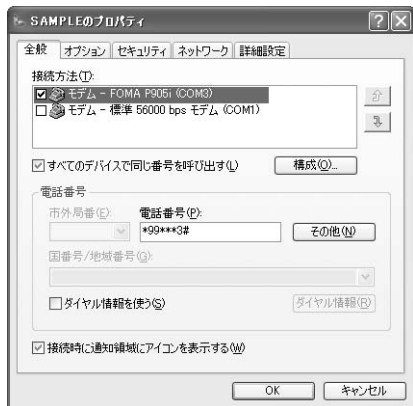 SAMPLEのプロパティ
全般 オプション セキュリティ ネットワーク 詳細設定
接続方法(T):
モデム - FOMA P905i (COM3)
モデム - 標準 56000 bps モデム (COM1)
すべてのデバイスで同じ番号を呼び出す(L) 構成(O)...
電話番号
市外局番(E): 電話番号(P):
*99***3# その他(N)
国番号/地域番号(G):
ダイヤル情報を使う(S) ダイヤル情報(R)
接続時に通知領域にアイコンを表示する(W)
OK キャンセル